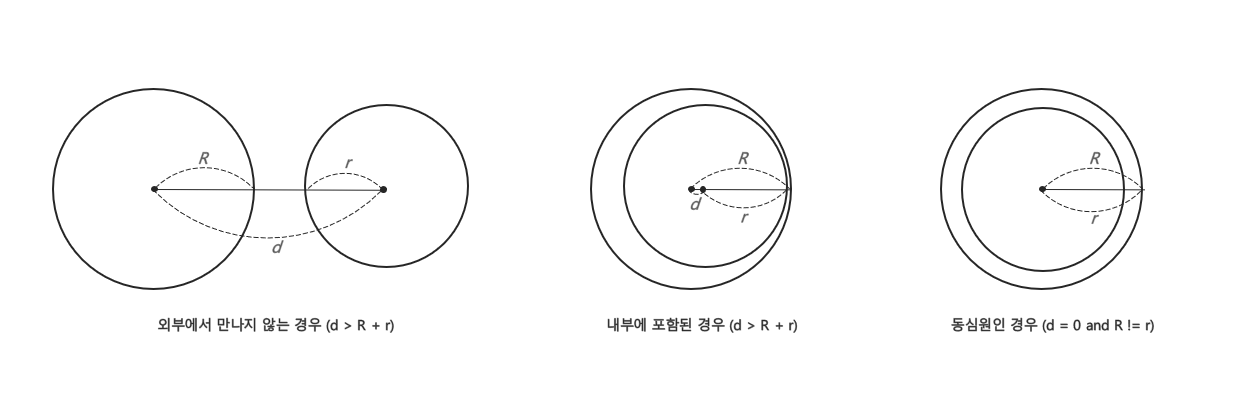 R
r
d
외부에서 만나지 않는 경우 (d > R + r)
R
d
r
내부에 포함된 경우 (d > R + r)
R
r
동심원인 경우 (d = 0 and R != r)